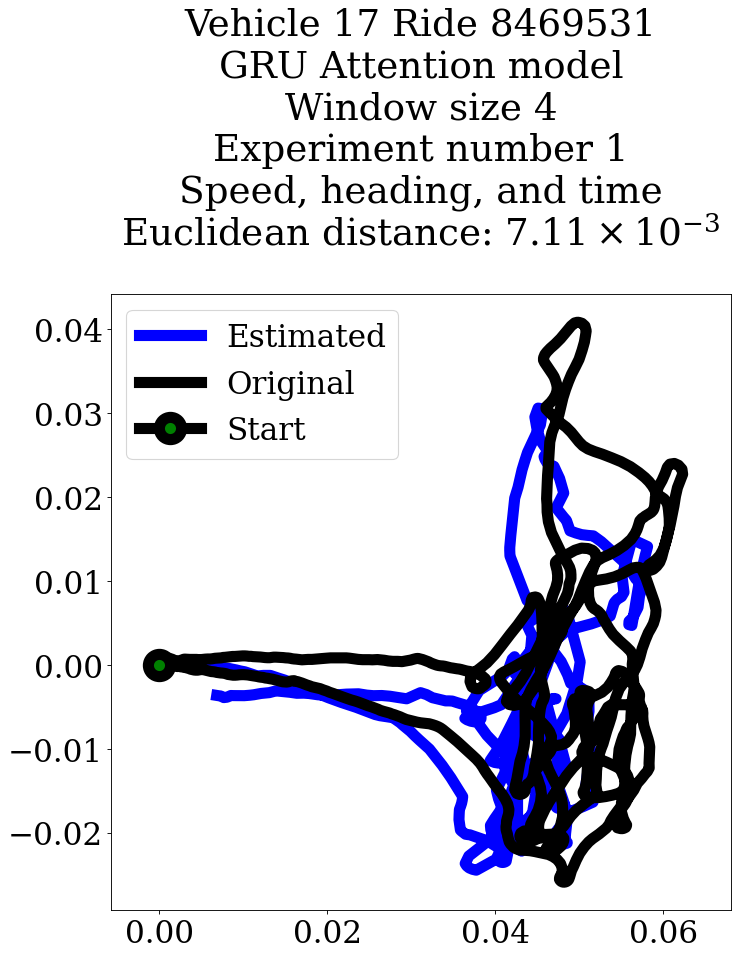 Vehicle 17 Ride 8469531
GRU Attention model
Window size 4
Experiment number 1
Speed, heading, and time
Euclidean distance: 7.11 × 10⁻³
Estimated
Original
Start
0.04
0.03
0.02
0.01
0.00
−0.01
−0.02
0.00 0.02 0.04 0.06